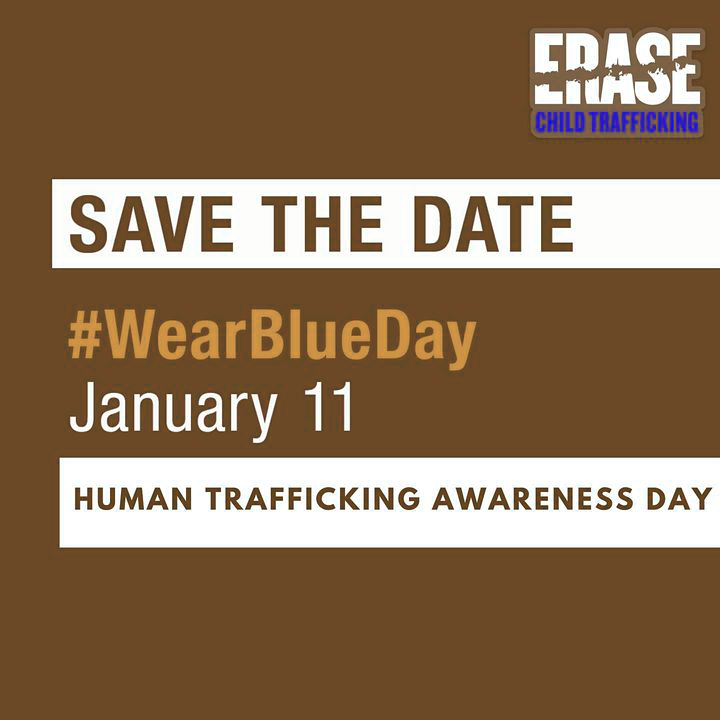 ERASE
CHILD TRAFFICKING
SAVE THE DATE
#WearBlueDay
January 11
HUMAN TRAFFICKING AWARENESS DAY